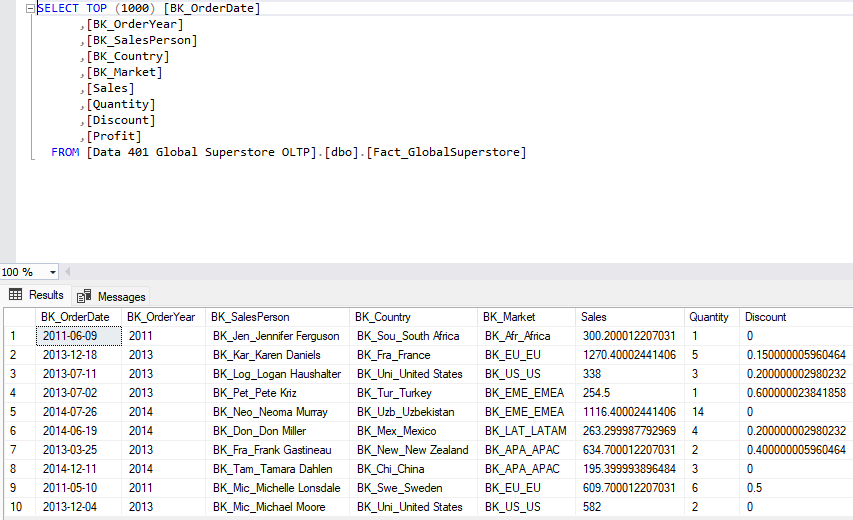 SELECT TOP (1000) [BK_OrderDate]
,[BK_OrderYear]
,[BK_SalesPerson]
,[BK_Country]
,[BK_Market]
,[Sales]
,[Quantity]
,[Discount]
,[Profit]
FROM [Data 401 Global Superstore OLTP].[dbo].[Fact_GlobalSuperstore]
100 %
Results Messages
BK_OrderDate BK_OrderYear BK_SalesPerson BK_Country BK_Market Sales Quantity Discount
1 2011-06-09 2011 BK_Jen_Jennifer Ferguson BK_Sou_South Africa BK_Afr_Africa 300.200012207031 1 0
2 2013-12-18 2013 BK_Kar_Karen Daniels BK_Fra_France BK_EU_EU 1270.40002441406 5 0.150000005960464
3 2013-07-11 2013 BK_Log_Logan Haushalter BK_Uni_United States BK_US_US 338 3 0.200000002980232
4 2013-07-02 2013 BK_Pet_Pete Kriz BK_Tur_Turkey BK_EME_EMEA 254.5 1 0.600000023841858
5 2014-07-26 2014 BK_Neo_Neoma Murray BK_Uzb_Uzbekistan BK_EME_EMEA 1116.40002441406 14 0
6 2014-06-19 2014 BK_Don_Don Miller BK_Mex_Mexico BK_LAT_LATAM 263.299987792969 4 0.200000002980232
7 2013-03-25 2013 BK_Fra_Frank Gastineau BK_New_New Zealand BK_APA_APAC 634.700012207031 2 0.400000005960464
8 2014-12-11 2014 BK_Tam_Tamara Dahlen BK_Chi_China BK_APA_APAC 195.399993896484 3 0
9 2011-05-10 2011 BK_Mic_Michelle Lonsdale BK_Swe_Sweden BK_EU_EU 609.700012207031 6 0.5
10 2013-12-04 2013 BK_Mic_Michael Moore BK_Uni_United States BK_US_US 582 2 0